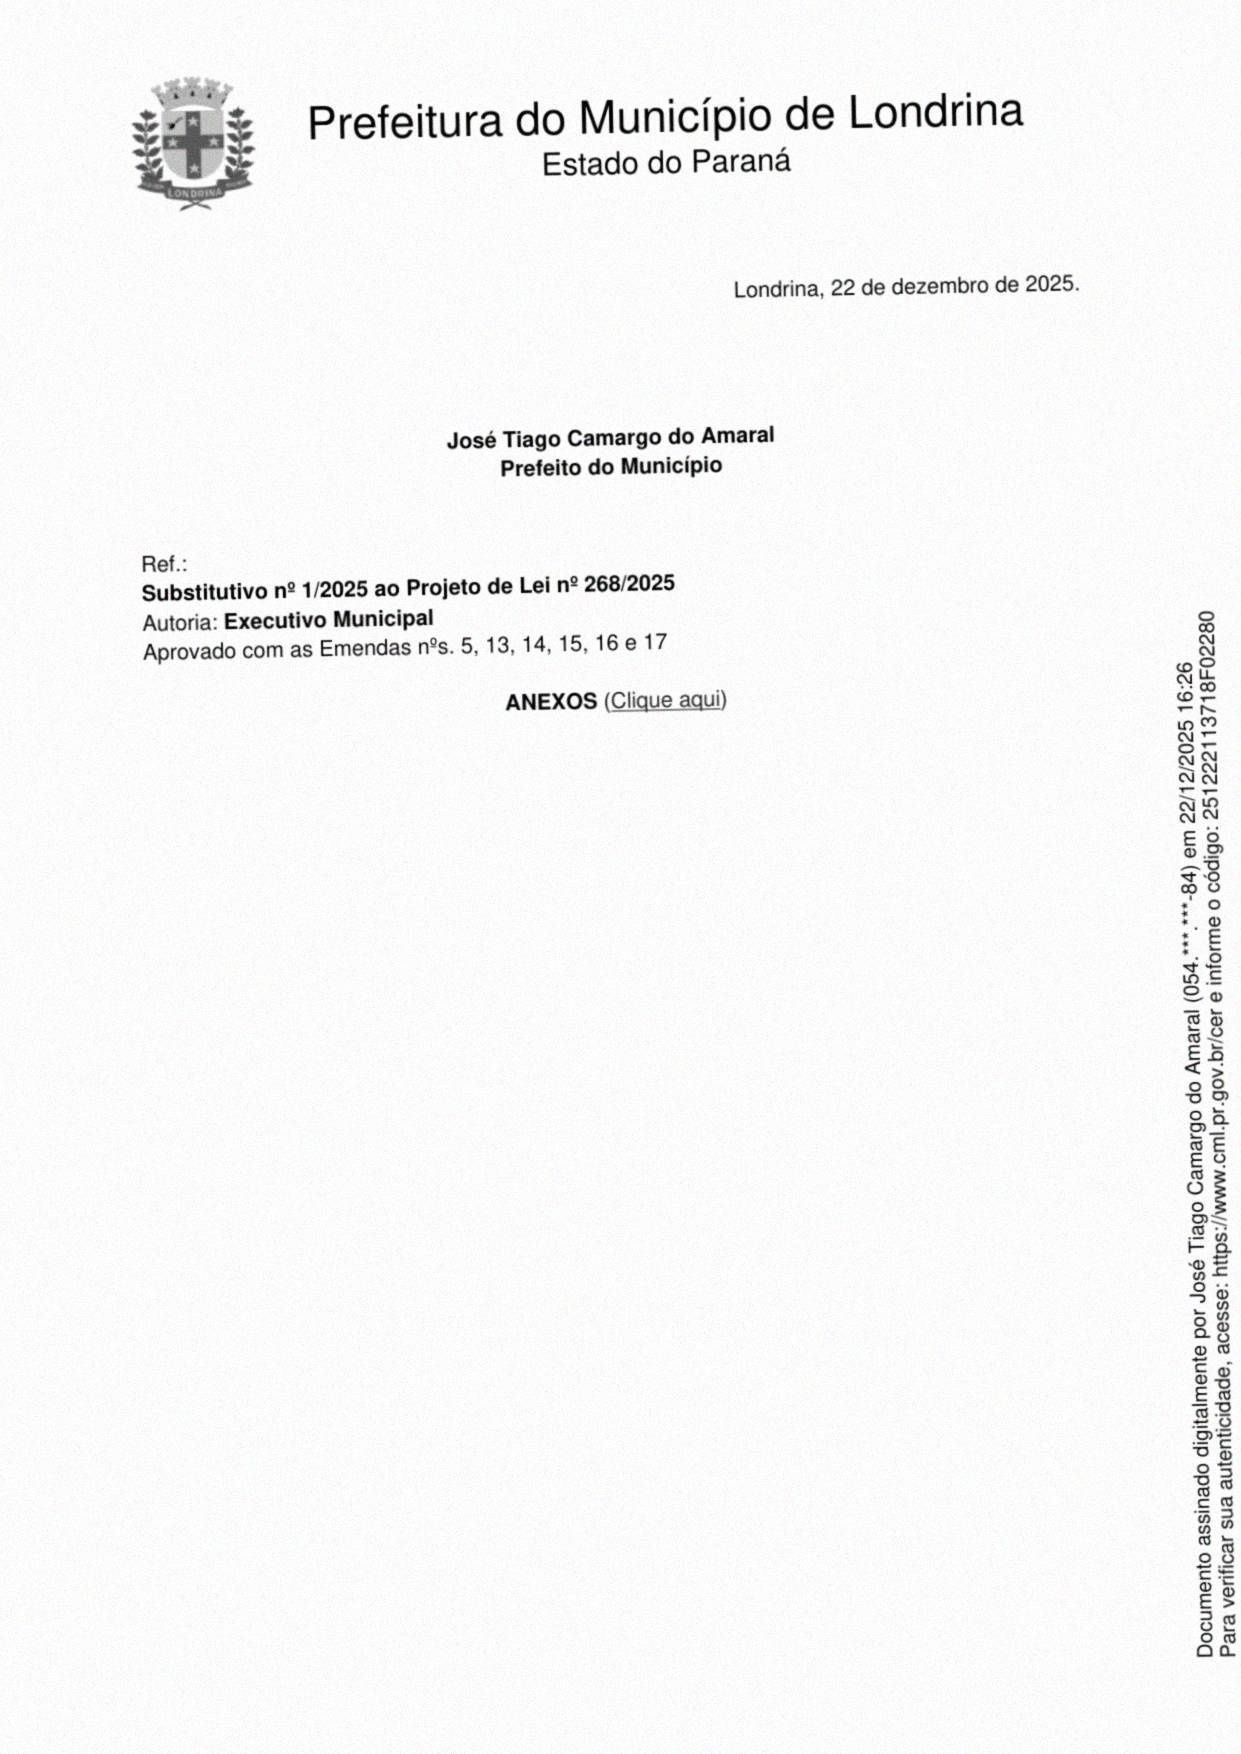 LONDRINA
Prefeitura do Município de Londrina
Estado do Paraná
Londrina, 22 de dezembro de 2025.
José Tiago Camargo do Amaral
Prefeito do Município
Ref.:
Substitutivo nº 1/2025 ao Projeto de Lei nº 268/2025
Autoria: Executivo Municipal
Aprovado com as Emendas nºs. 5, 13, 14, 15, 16 e 17
ANEXOS (Clique aqui)
Documento assinado digitalmente por José Tiago Camargo do Amaral (054.***.***-84) em 22/12/2025 16:26
Para verificar sua autenticidade, acesse: https://www.cml.pr.gov.br/cer e informe o código: 2512221137​18F02280